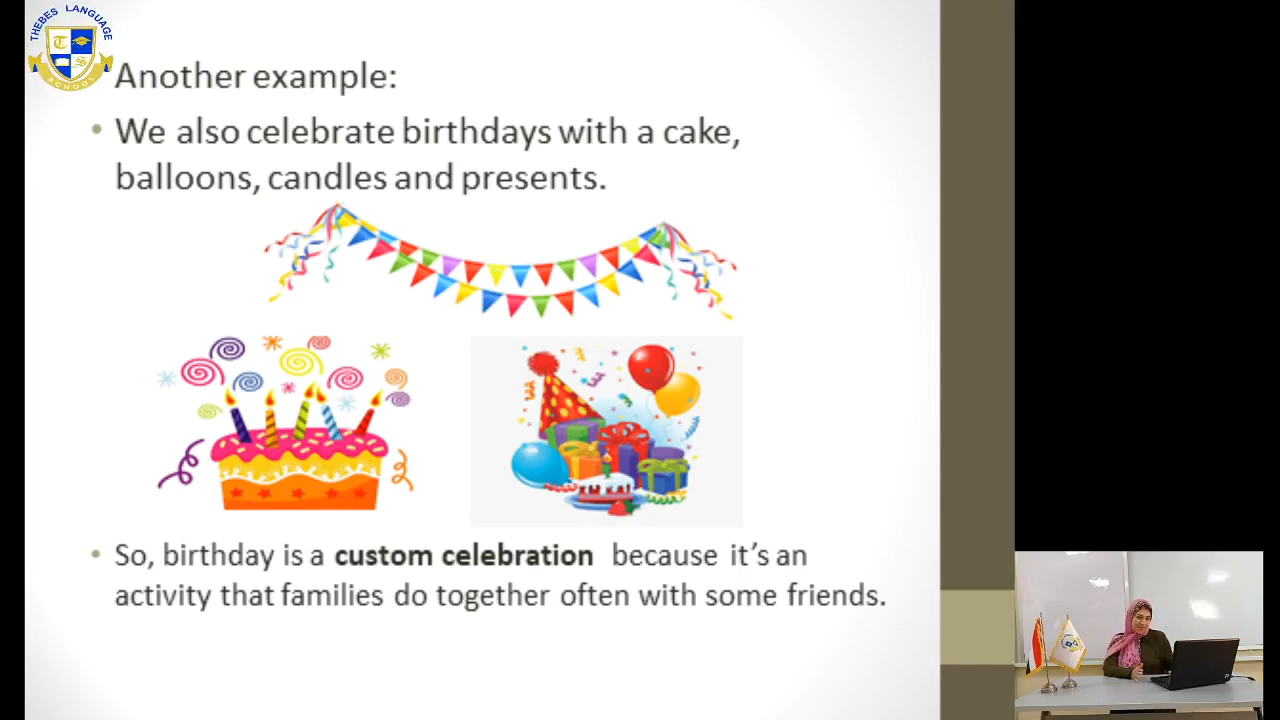 THEBES LANGUAGE
SCHOOL
Another example:
• We also celebrate birthdays with a cake,
balloons, candles and presents.
• So, birthday is a custom celebration because it's an
activity that families do together often with some friends.